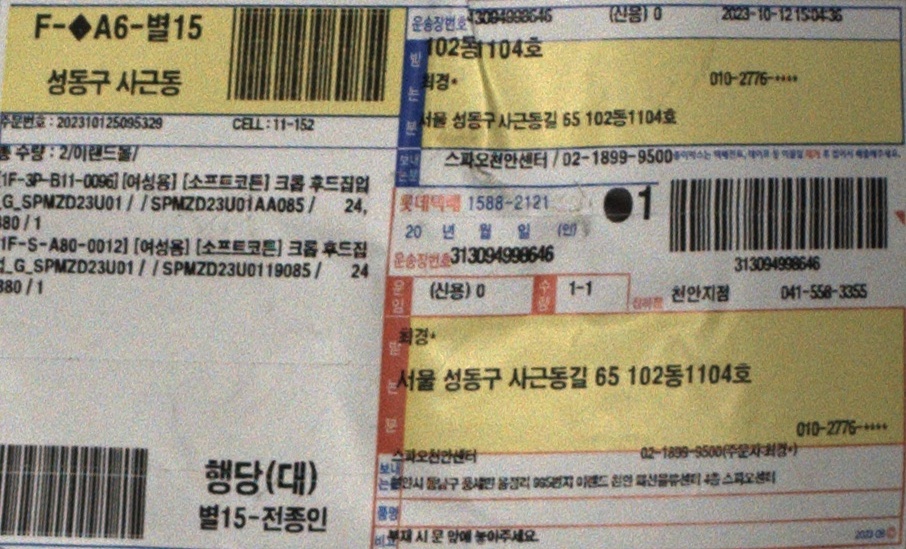 F-◆A6-별15
성동구 사근동
주문번호 : 202310125095329 CELL : 11-152
총 수량 : 2/이랜드몰/
[1F-3P-B11-0096] [여성용] [소프트코튼] 크롭 후드집업
_G_SPMZD23U01 / / SPMZD23U01AA085 / 24,
380 / 1
1F-S-A80-0012] [여성용] [소프트코튼] 크롭 후드집
_G_SPMZD23U01 / / SPMZD23U0119085 / 24
380 / 1
행당(대)
별15-전종인
운송장번호 313094998646 (신용) 0 2023-10-12 15:04:36
받는분
102동1104호
최경* 010-2776-****
서울 성동구 사근동길 65 102동1104호
보내는분 스파오천안센터 / 02-1899-9500
롯데택배 1588-2121
20 년 월 일 (인)
1
운송장번호 313094998646
313094998646
운임 (신용) 0 수량 1-1 천안지점 041-558-3355
받는분
최경*
서울 성동구 사근동길 65 102동1104호
010-2776-****
스파오천안센터 02-1899-9500(주문자:최경*)
보내는분 천안시 동남구
품명
부재 시 문 앞에 놓아주세요.